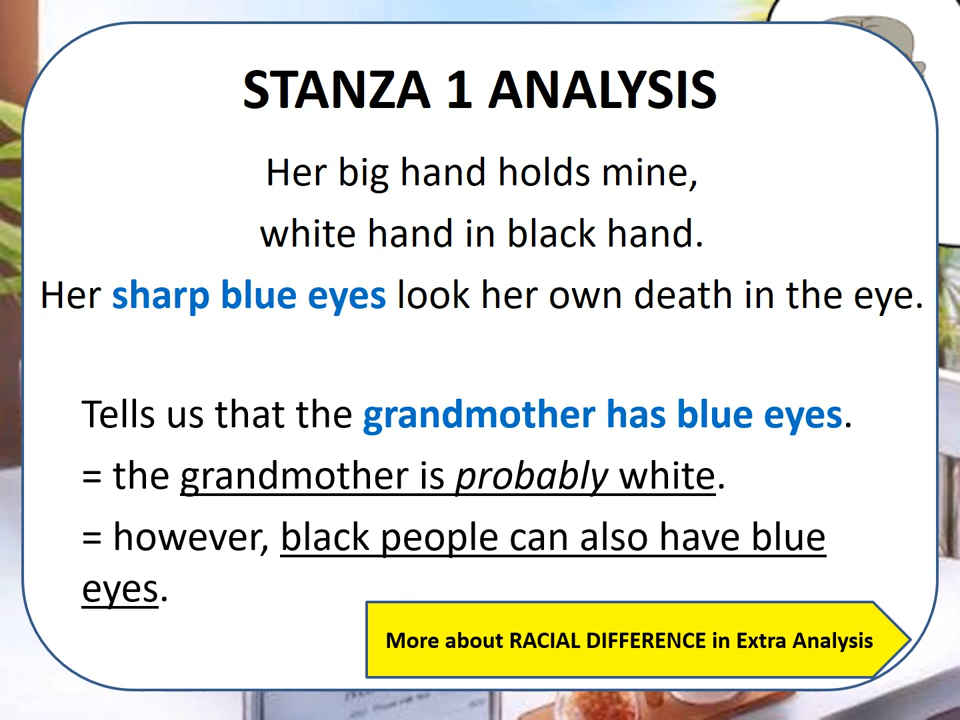 STANZA 1 ANALYSIS
Her big hand holds mine,
white hand in black hand.
Her sharp blue eyes look her own death in the eye.
Tells us that the grandmother has blue eyes.
= the grandmother is probably white.
= however, black people can also have blue
eyes.
More about RACIAL DIFFERENCE in Extra Analysis